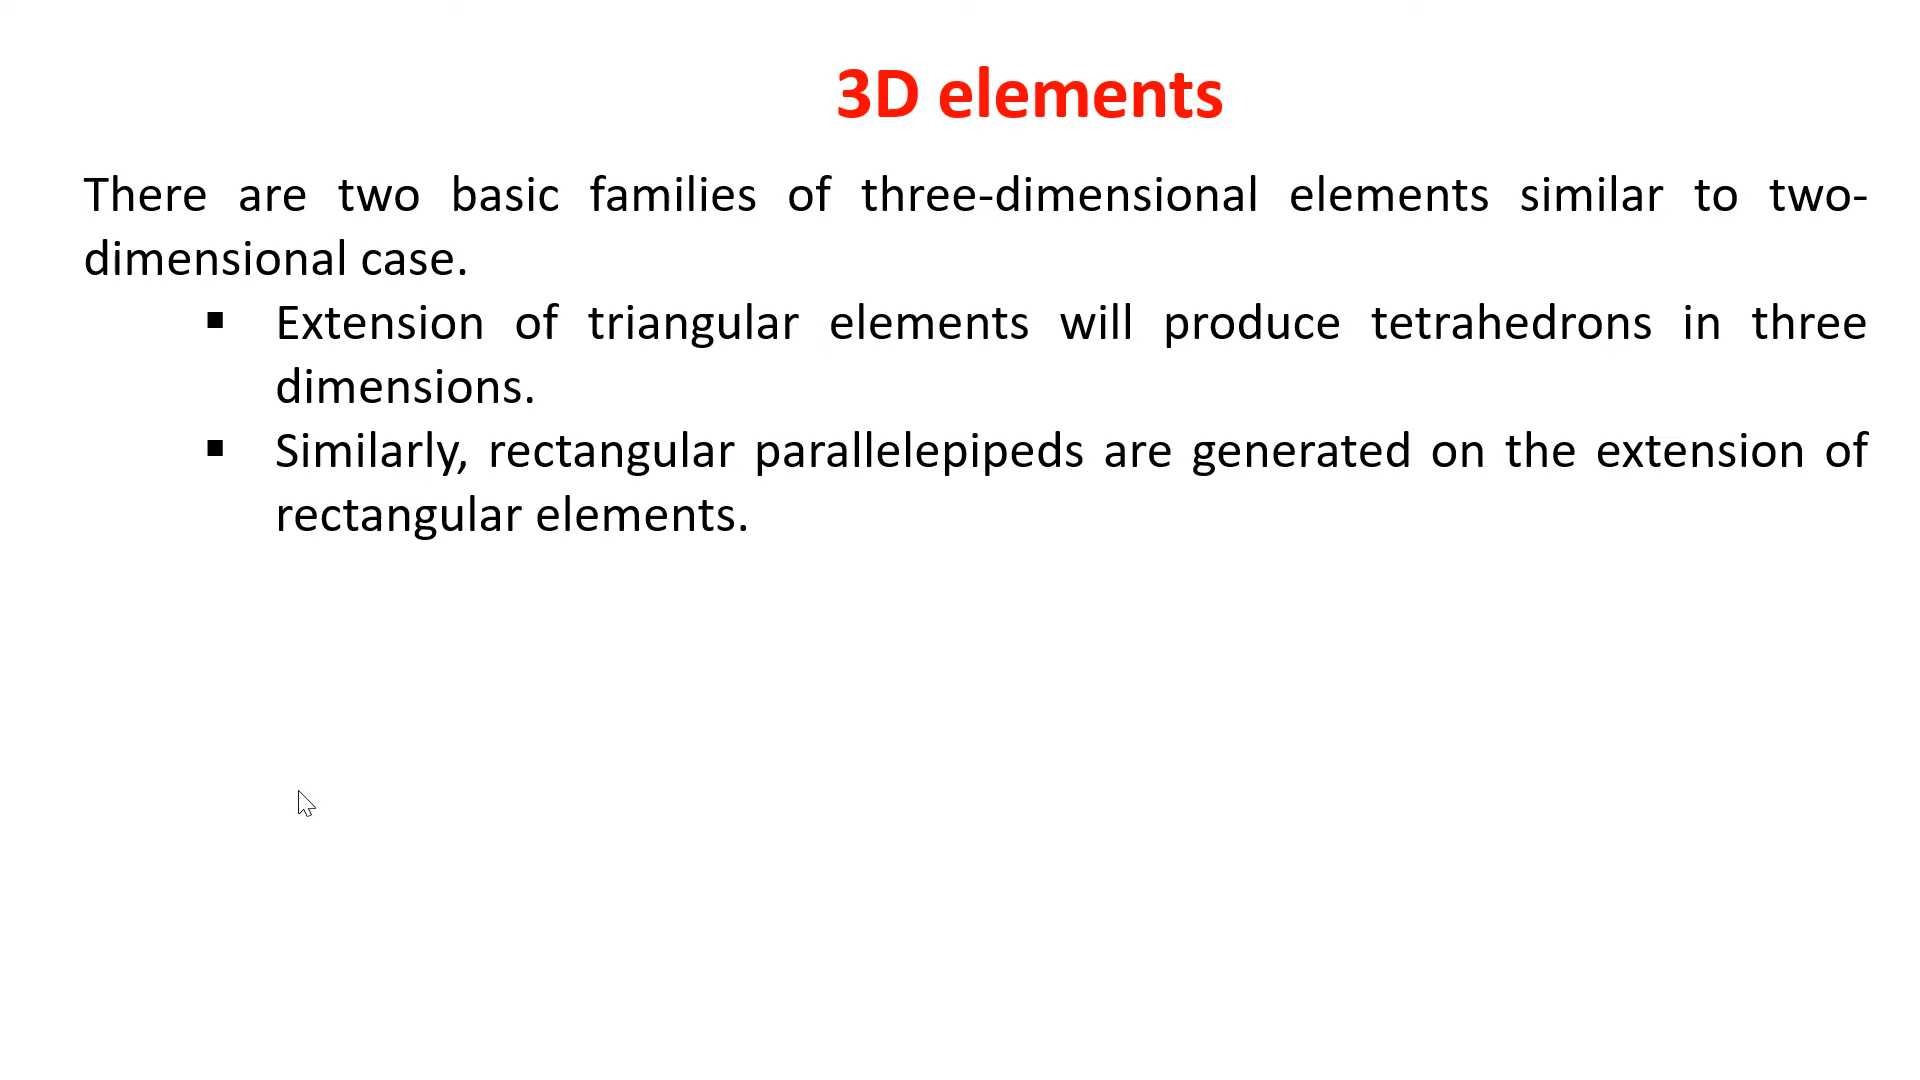 3D elements
There are two basic families of three-dimensional elements similar to two-
dimensional case.
▪ Extension of triangular elements will produce tetrahedrons in three
dimensions.
▪ Similarly, rectangular parallelepipeds are generated on the extension of
rectangular elements.